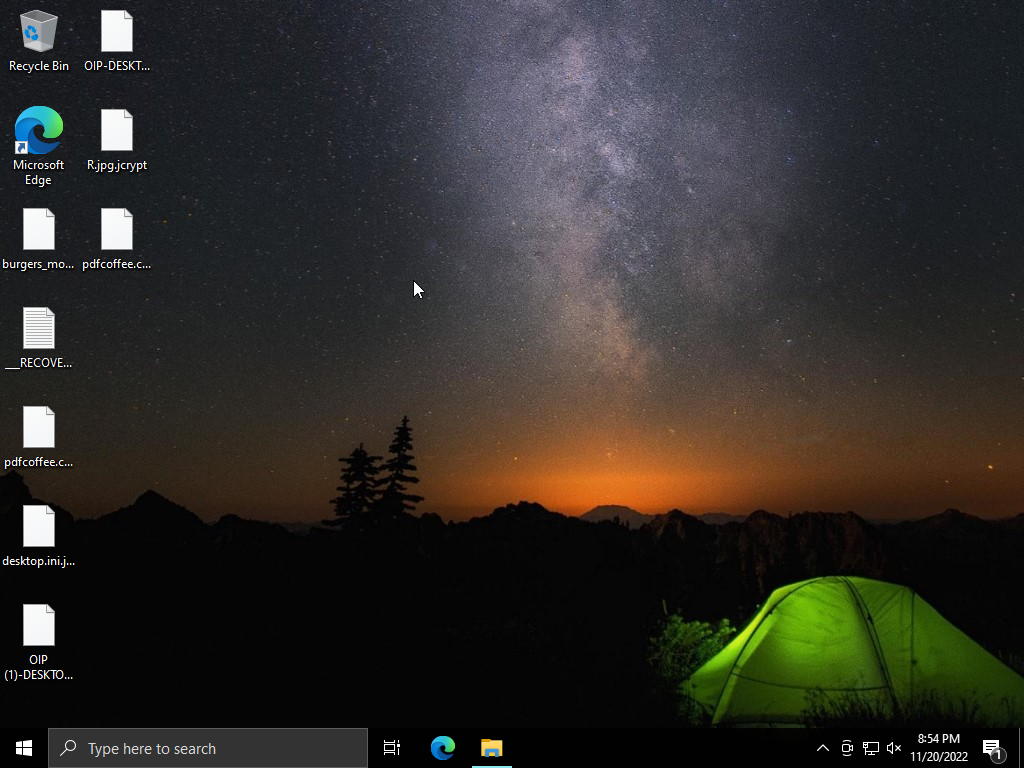 Recycle Bin
OIP-DESKT...
Microsoft
Edge
R.jpg.jcrypt
burgers_mo...
pdfcoffee.c...
___RECOVE...
pdfcoffee.c...
desktop.ini.j...
OIP
(1)-DESKTO...
Type here to search
8:54 PM
11/20/2022
1